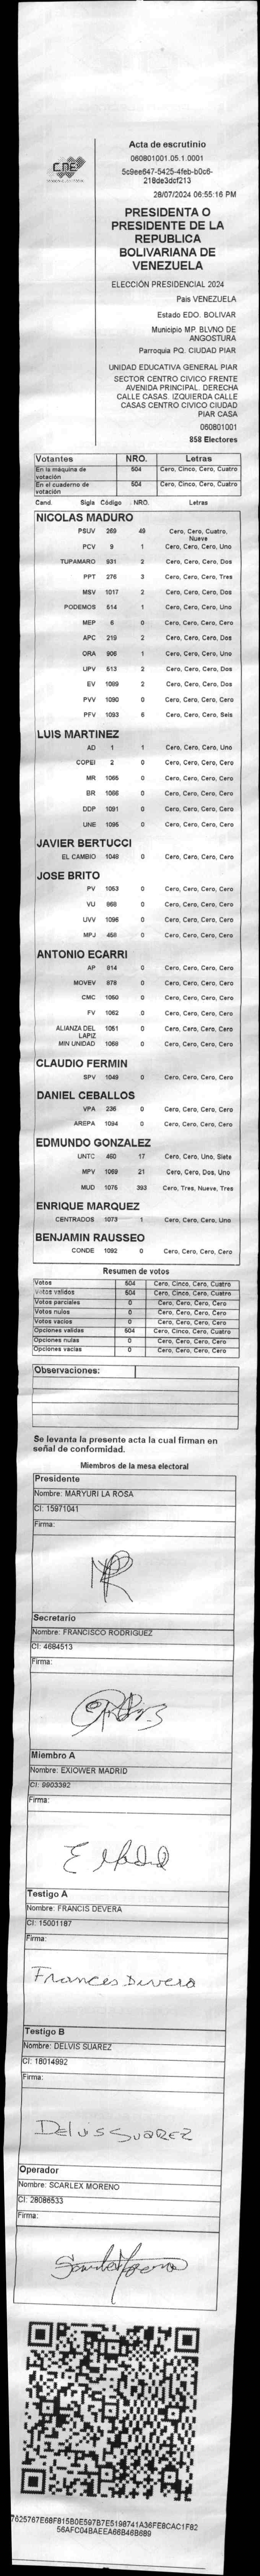 CNE
Acta de escrutinio
060801001.05.1.0001
5c9ee647-5425-4feb-b0c6-
218de3dcf213
28/07/2024 06:55:16 PM
PRESIDENTA O
PRESIDENTE DE LA
REPUBLICA
BOLIVARIANA DE
VENEZUELA
ELECCIÓN PRESIDENCIAL 2024
Pais VENEZUELA
Estado EDO. BOLIVAR
Municipio MP. BLVNO DE
ANGOSTURA
Parroquia PQ. CIUDAD PIAR
UNIDAD EDUCATIVA GENERAL PIAR
SECTOR CENTRO CIVICO FRENTE
AVENIDA PRINCIPAL. DERECHA
CALLE CASAS. IZQUIERDA CALLE
CASAS CENTRO CIVICO CIUDAD
PIAR CASA
060801001
858 Electores
Votantes NRO. Letras
En la máquina de votación 504 Cero, Cinco, Cero, Cuatro
En el cuaderno de votación 504 Cero, Cinco, Cero, Cuatro
Cand. Sigla Código NRO. Letras
NICOLAS MADURO
PSUV 269 49 Cero, Cero, Cuatro, Nueve
PCV 9 1 Cero, Cero, Cero, Uno
TUPAMARO 931 2 Cero, Cero, Cero, Dos
PPT 276 3 Cero, Cero, Cero, Tres
MSV 1017 2 Cero, Cero, Cero, Dos
PODEMOS 514 1 Cero, Cero, Cero, Uno
MEP 6 0 Cero, Cero, Cero, Cero
APC 219 2 Cero, Cero, Cero, Dos
ORA 906 1 Cero, Cero, Cero, Uno
UPV 513 2 Cero, Cero, Cero, Dos
EV 1089 2 Cero, Cero, Cero, Dos
PVV 1090 0 Cero, Cero, Cero, Cero
PFV 1093 6 Cero, Cero, Cero, Seis
LUIS MARTINEZ
AD 1 1 Cero, Cero, Cero, Uno
COPEI 2 0 Cero, Cero, Cero, Cero
MR 1065 0 Cero, Cero, Cero, Cero
BR 1066 0 Cero, Cero, Cero, Cero
DDP 1091 0 Cero, Cero, Cero, Cero
UNE 1095 0 Cero, Cero, Cero, Cero
JAVIER BERTUCCI
EL CAMBIO 1048 0 Cero, Cero, Cero, Cero
JOSE BRITO
PV 1053 0 Cero, Cero, Cero, Cero
VU 868 0 Cero, Cero, Cero, Cero
UVV 1096 0 Cero, Cero, Cero, Cero
MPJ 456 0 Cero, Cero, Cero, Cero
ANTONIO ECARRI
AP 814 0 Cero, Cero, Cero, Cero
MOVEV 878 0 Cero, Cero, Cero, Cero
CMC 1050 0 Cero, Cero, Cero, Cero
FV 1062 0 Cero, Cero, Cero, Cero
ALIANZA DEL LAPIZ 1051 0 Cero, Cero, Cero, Cero
MIN UNIDAD 1068 0 Cero, Cero, Cero, Cero
CLAUDIO FERMIN
SPV 1049 0 Cero, Cero, Cero, Cero
DANIEL CEBALLOS
VPA 236 0 Cero, Cero, Cero, Cero
AREPA 1094 0 Cero, Cero, Cero, Cero
EDMUNDO GONZALEZ
UNTC 460 17 Cero, Cero, Uno, Siete
MPV 1069 21 Cero, Cero, Dos, Uno
MUD 1075 393 Cero, Tres, Nueve, Tres
ENRIQUE MARQUEZ
CENTRADOS 1073 1 Cero, Cero, Cero, Uno
BENJAMIN RAUSSEO
CONDE 1092 0 Cero, Cero, Cero, Cero
Resumen de votos
Votos 504 Cero, Cinco, Cero, Cuatro
Votos validos 504 Cero, Cinco, Cero, Cuatro
Votos parciales 0 Cero, Cero, Cero, Cero
Votos nulos 0 Cero, Cero, Cero, Cero
Votos vacios 0 Cero, Cero, Cero, Cero
Opciones validas 504 Cero, Cinco, Cero, Cuatro
Opciones nulas 0 Cero, Cero, Cero, Cero
Opciones vacias 0 Cero, Cero, Cero, Cero
Observaciones:
Se levanta la presente acta la cual firman en
señal de conformidad.
Miembros de la mesa electoral
Presidente
Nombre: MARYURI LA ROSA
CI: 15971041
Firma:
Secretario
Nombre: FRANCISCO RODRIGUEZ
CI: 4684513
Firma:
Miembro A
Nombre: EXIOWER MADRID
CI: 9903392
Firma:
Testigo A
Nombre: FRANCIS DEVERA
CI: 15001187
Firma:
Frances Devera
Testigo B
Nombre: DELVIS SUAREZ
CI: 18014992
Firma:
Delvis Suarez
Operador
Nombre: SCARLEX MORENO
CI: 28086533
Firma:
7625767E68F815B0E597B7E5198741A36FE8CAC1F82
56AFC04BAEEA66B46B689